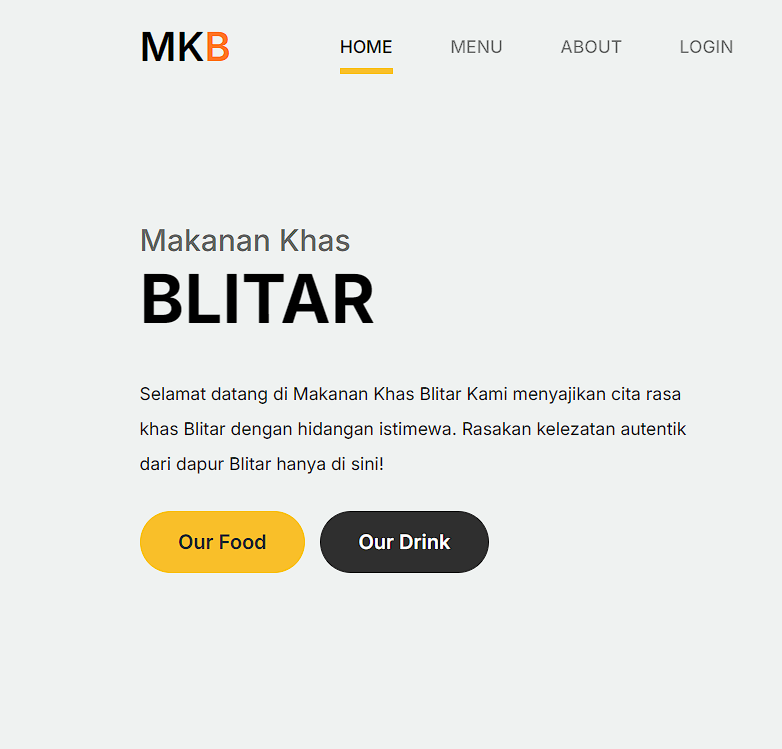 MKB
HOME MENU ABOUT LOGIN
Makanan Khas
BLITAR
Selamat datang di Makanan Khas Blitar Kami menyajikan cita rasa
khas Blitar dengan hidangan istimewa. Rasakan kelezatan autentik
dari dapur Blitar hanya di sini!
Our Food Our Drink